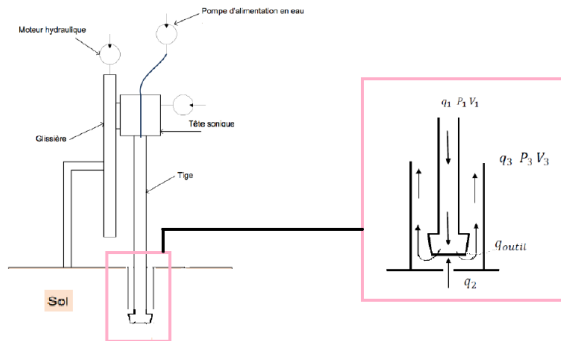 Pompe d'alimentation en eau
Moteur hydraulique
Glissière
Tête sonique
Tige
Sol
q₁ P₁ V₁
q₃ P₃ V₃
qoutil
q₂